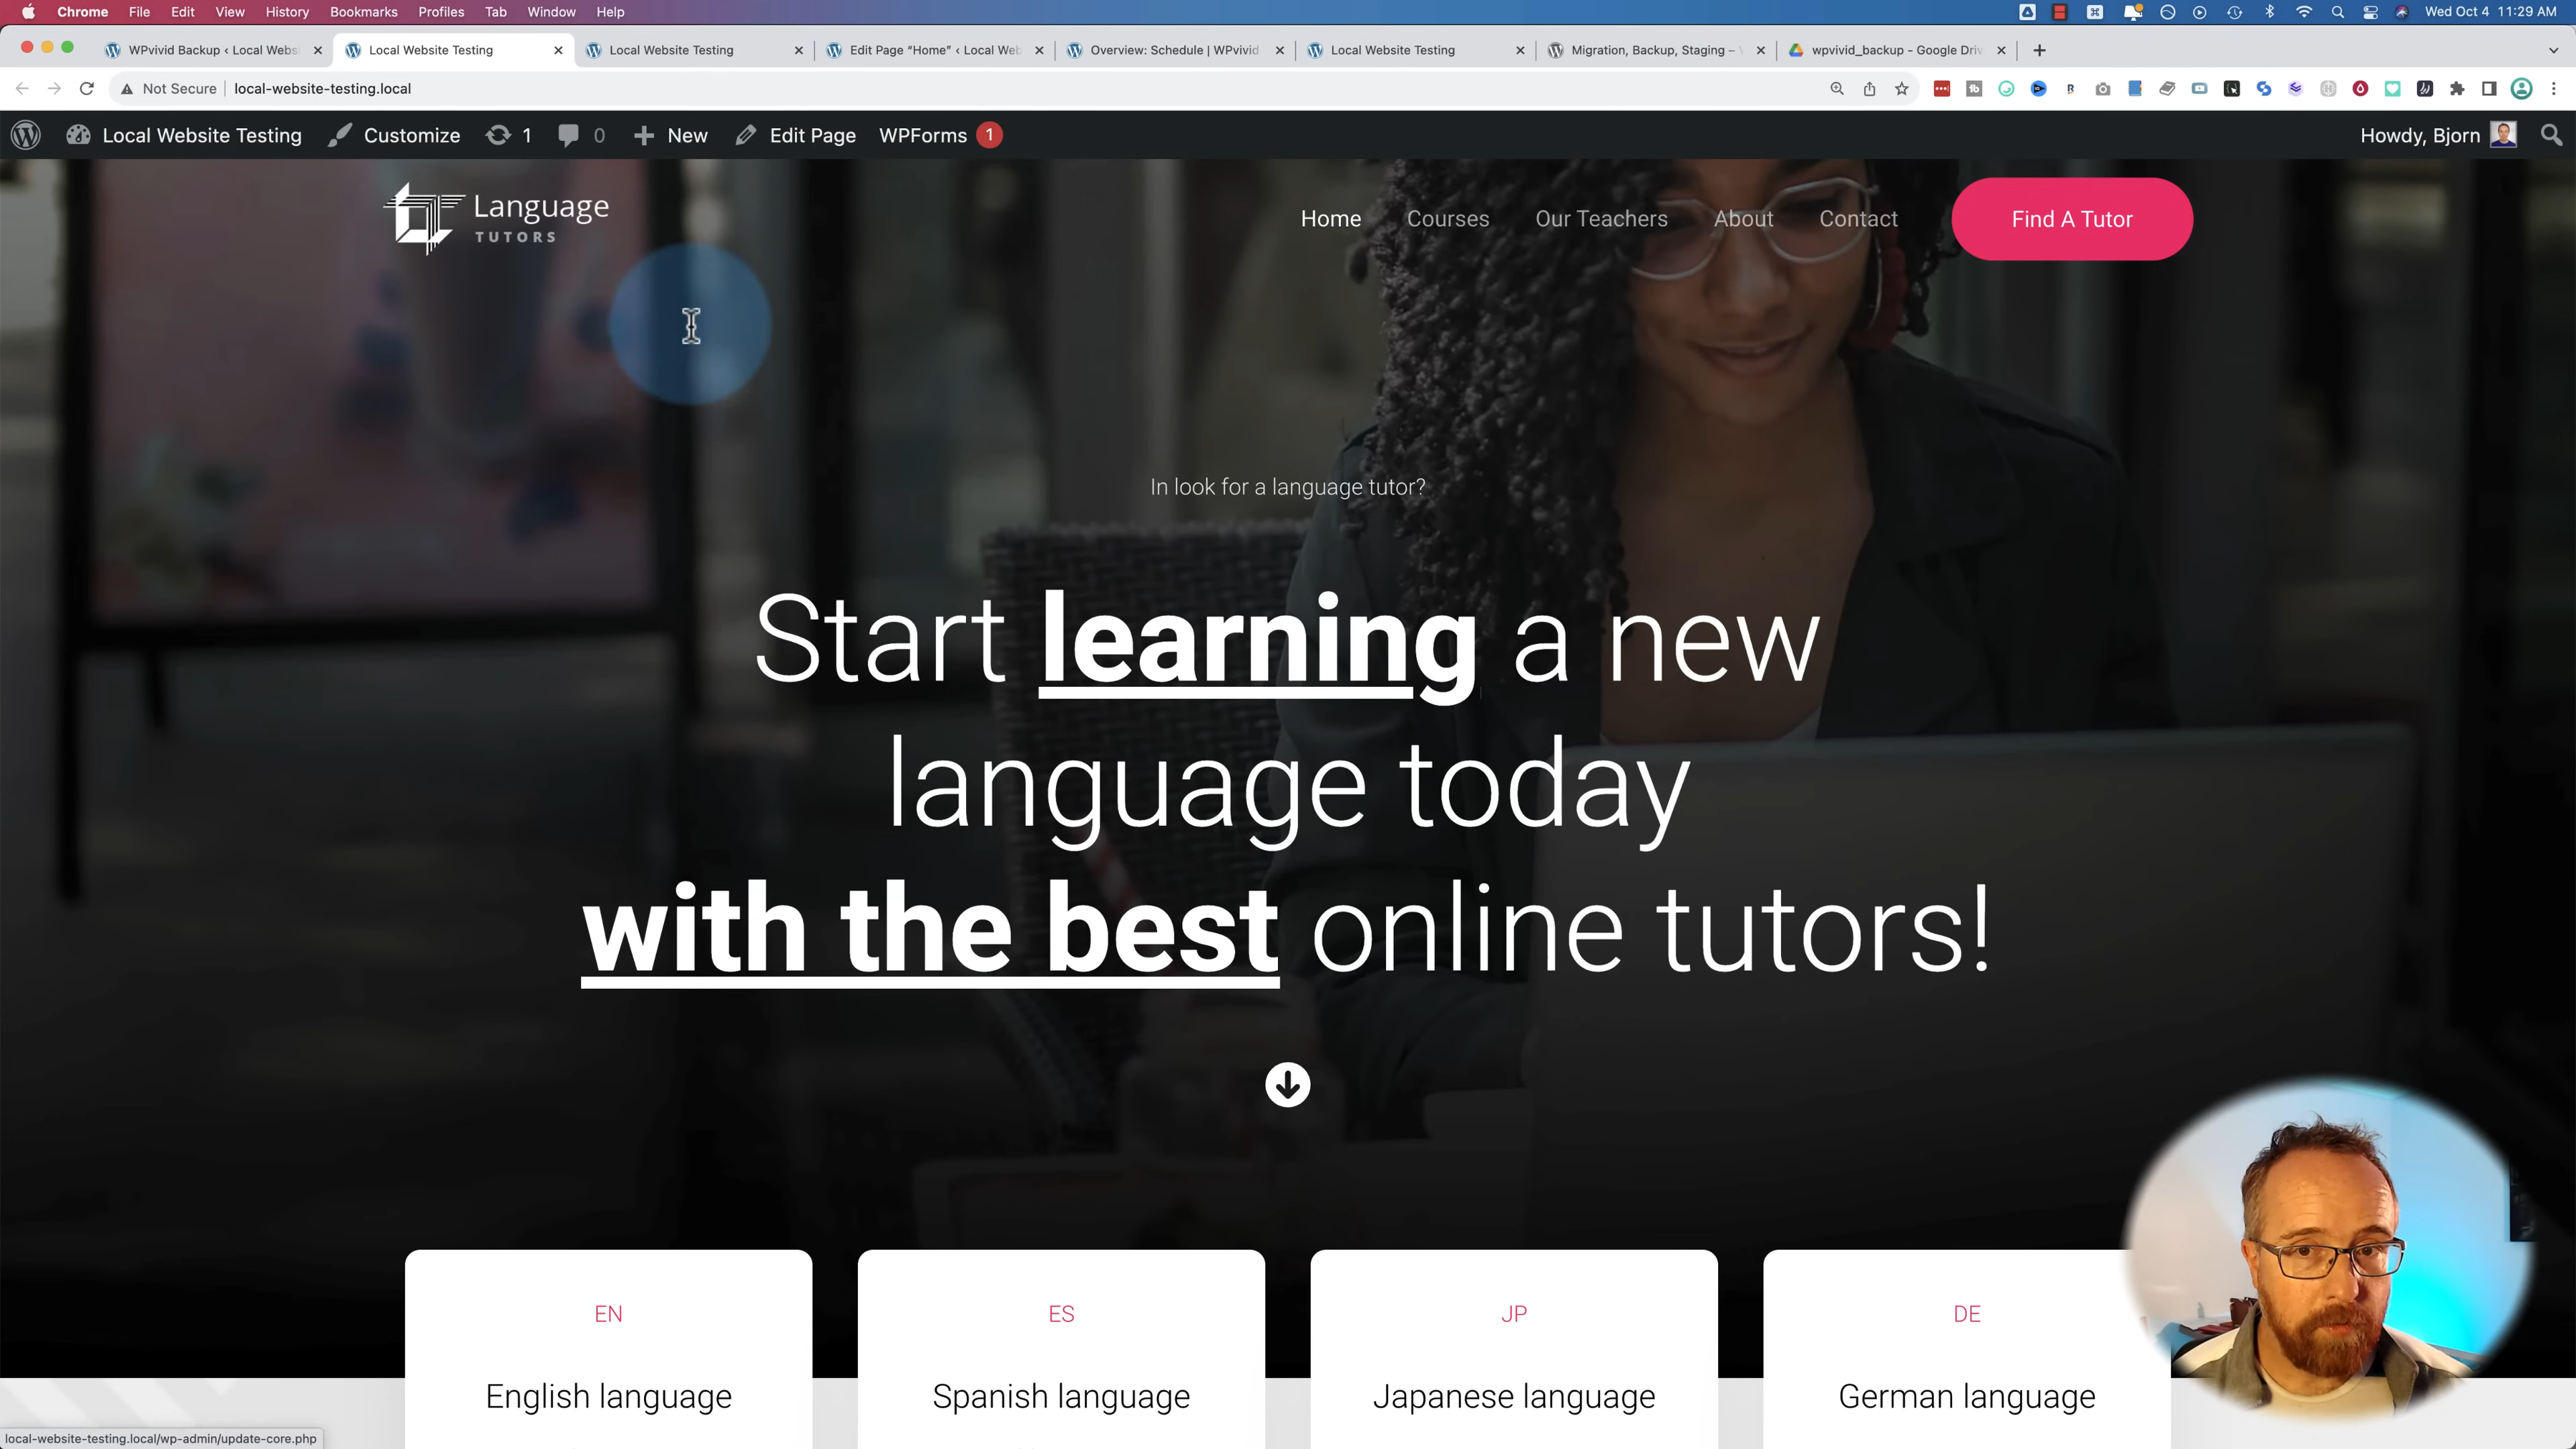 Chrome File Edit View History Bookmarks Profiles Tab Window Help Wed Oct 4 11:29 AM
WPvivid Backup ‹ Local Webs Local Website Testing Local Website Testing Edit Page “Home” ‹ Local Web Overview: Schedule | WPvivid Local Website Testing Migration, Backup, Staging – wpvivid_backup - Google Driv
Not Secure local-website-testing.local
Local Website Testing Customize 1 0 New Edit Page WPForms 1 Howdy, Bjorn
Language
TUTORS
Home Courses Our Teachers About Contact Find A Tutor
In look for a language tutor?
Start learning a new
language today
with the best online tutors!
EN ES JP DE
English language Spanish language Japanese language German language
local-website-testing.local/wp-admin/update-core.php